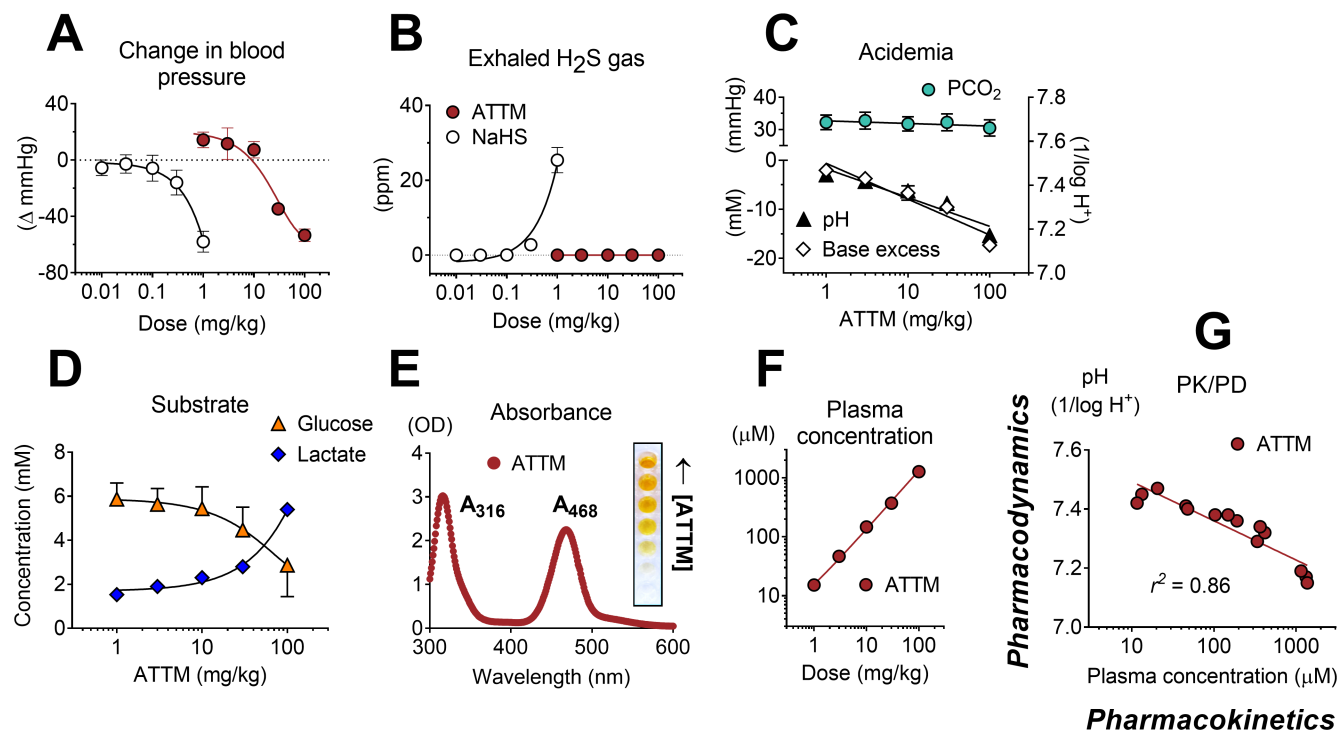 A
Change in blood
pressure
(Δ mmHg)
40
0
-40
-80
0.01 0.1 1 10 100
Dose (mg/kg)
B
Exhaled H2S gas
ATTM
NaHS
(ppm)
40
20
0
0.01 0.1 1 10 100
Dose (mg/kg)
C
Acidemia
PCO2
(mmHg)
40
30
(mM)
0
-10
-20
7.8
7.6
7.4
7.2
7.0
(1/log H+)
pH
Base excess
1 10 100
ATTM (mg/kg)
D
Substrate
Glucose
Lactate
Concentration (mM)
8
6
4
2
0
1 10 100
ATTM (mg/kg)
E
Absorbance
(OD)
ATTM
4
3
2
1
0
A316
A468
← [ATTM]
300 400 500 600
Wavelength (nm)
F
Plasma
concentration
(μM)
1000
100
10
ATTM
1 10 100
Dose (mg/kg)
G
PK/PD
pH
(1/log H+)
ATTM
Pharmacodynamics
7.6
7.4
7.2
7.0
r2 = 0.86
10 100 1000
Plasma concentration (μM)
Pharmacokinetics